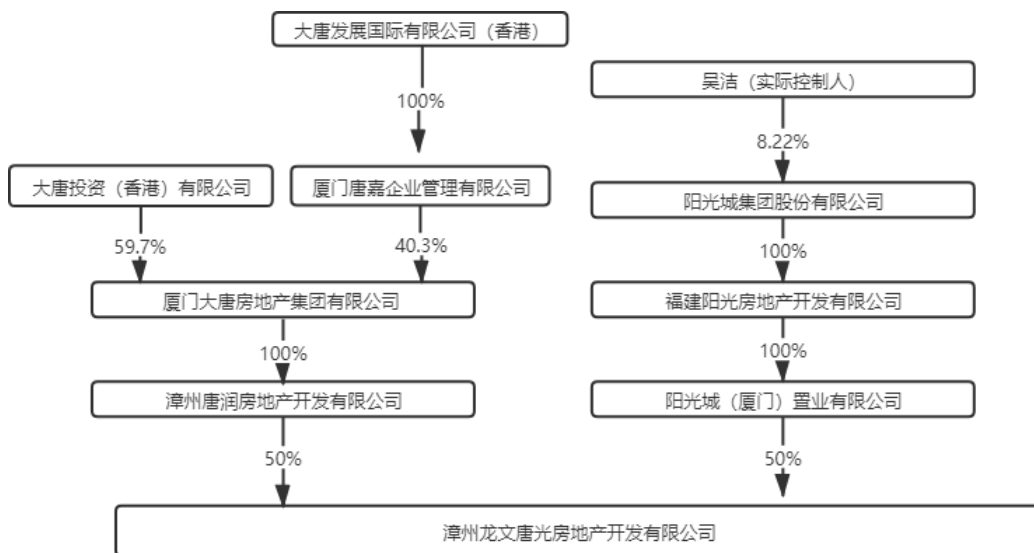 大唐发展国际有限公司（香港）
吴洁（实际控制人）
100%
8.22%
大唐投资（香港）有限公司
厦门唐嘉企业管理有限公司
阳光城集团股份有限公司
59.7%
40.3%
100%
厦门大唐房地产集团有限公司
福建阳光房地产开发有限公司
100%
100%
漳州唐润房地产开发有限公司
阳光城（厦门）置业有限公司
50%
50%
漳州龙文唐光房地产开发有限公司